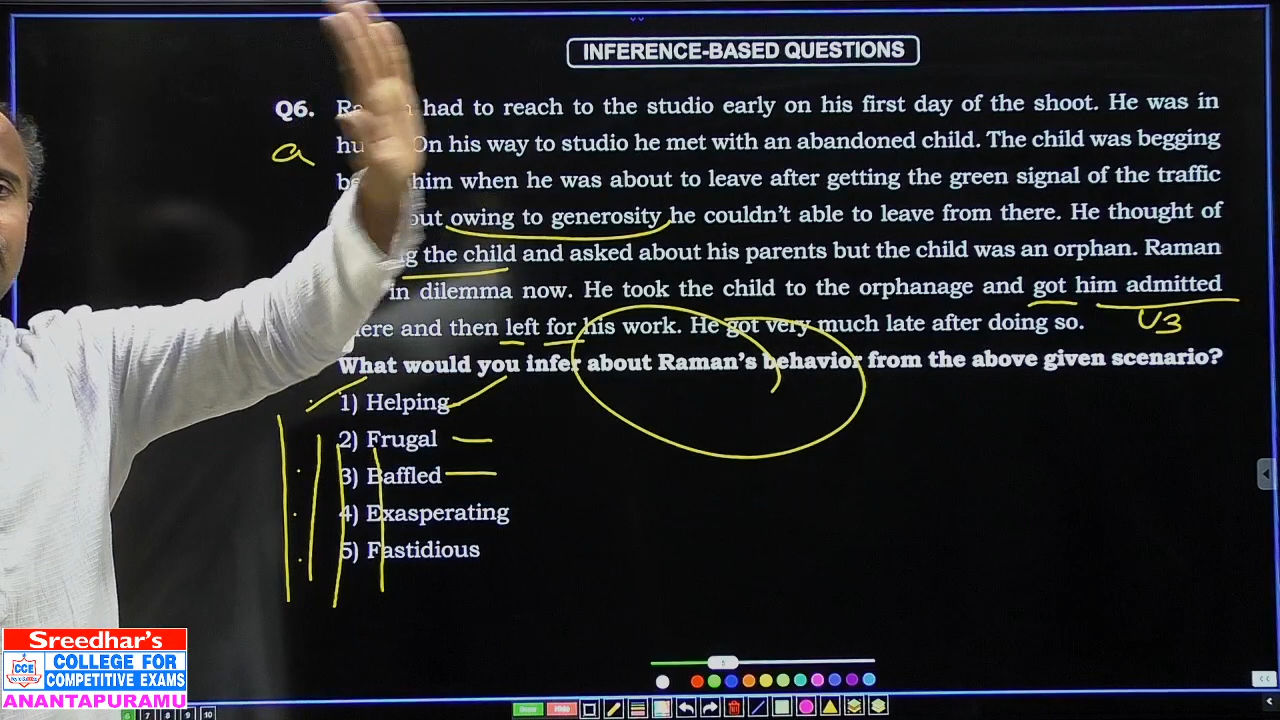 INFERENCE-BASED QUESTIONS
Q6. had to reach to the studio early on his first day of the shoot. He was in
a
On his way to studio he met with an abandoned child. The child was begging
him when he was about to leave after getting the green signal of the traffic
owing to generosity he couldn't able to leave from there. He thought of
the child and asked about his parents but the child was an orphan. Raman
in dilemma now. He took the child to the orphanage and got him admitted
and then left for his work. He got very much late after doing so.
V3
What would you infer about Raman's behavior from the above given scenario?
1) Helping
2) Frugal
3) Baffled
4) Exasperating
5) Fastidious
Sreedhar's
CCE
COLLEGE FOR
COMPETITIVE EXAMS
ANANTAPURAMU
6 7 8 9 10